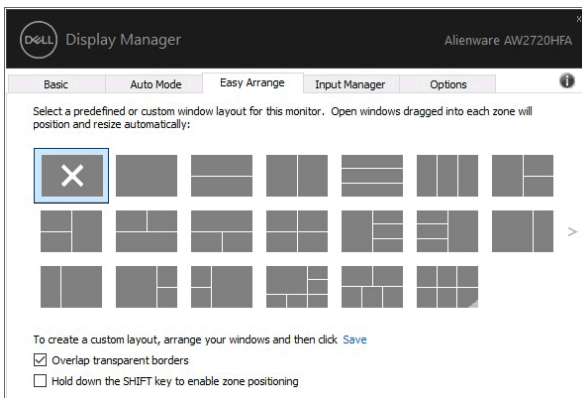 DELL Display Manager
Alienware AW2720HFA
Basic
Auto Mode
Easy Arrange
Input Manager
Options
Select a predefined or custom window layout for this monitor. Open windows dragged into each zone will
position and resize automatically:
To create a custom layout, arrange your windows and then click Save
Overlap transparent borders
Hold down the SHIFT key to enable zone positioning